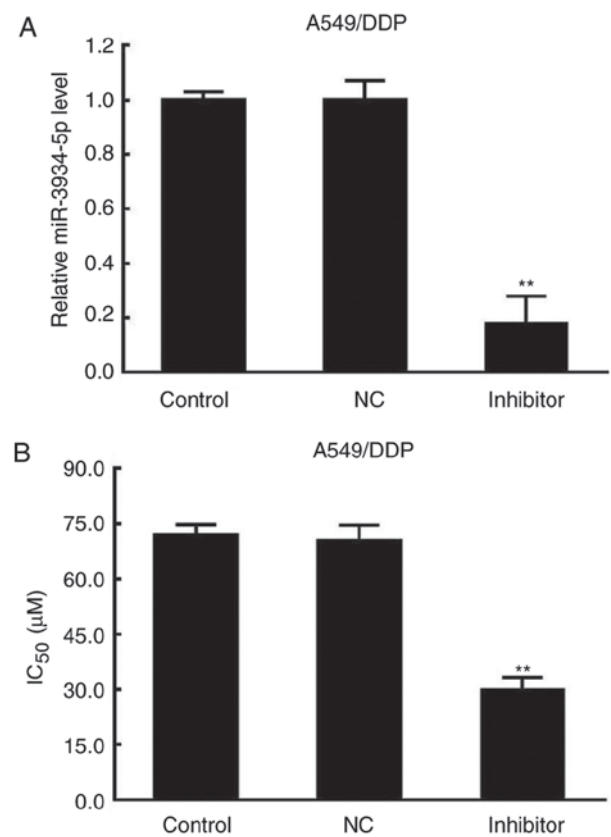 A
A549/DDP
Relative miR-3934-5p level
1.2
1.0
0.8
0.6
0.4
0.2
0.0
**
Control NC Inhibitor
B
A549/DDP
IC50 (μM)
90.0
75.0
60.0
45.0
30.0
15.0
0.0
**
Control NC Inhibitor